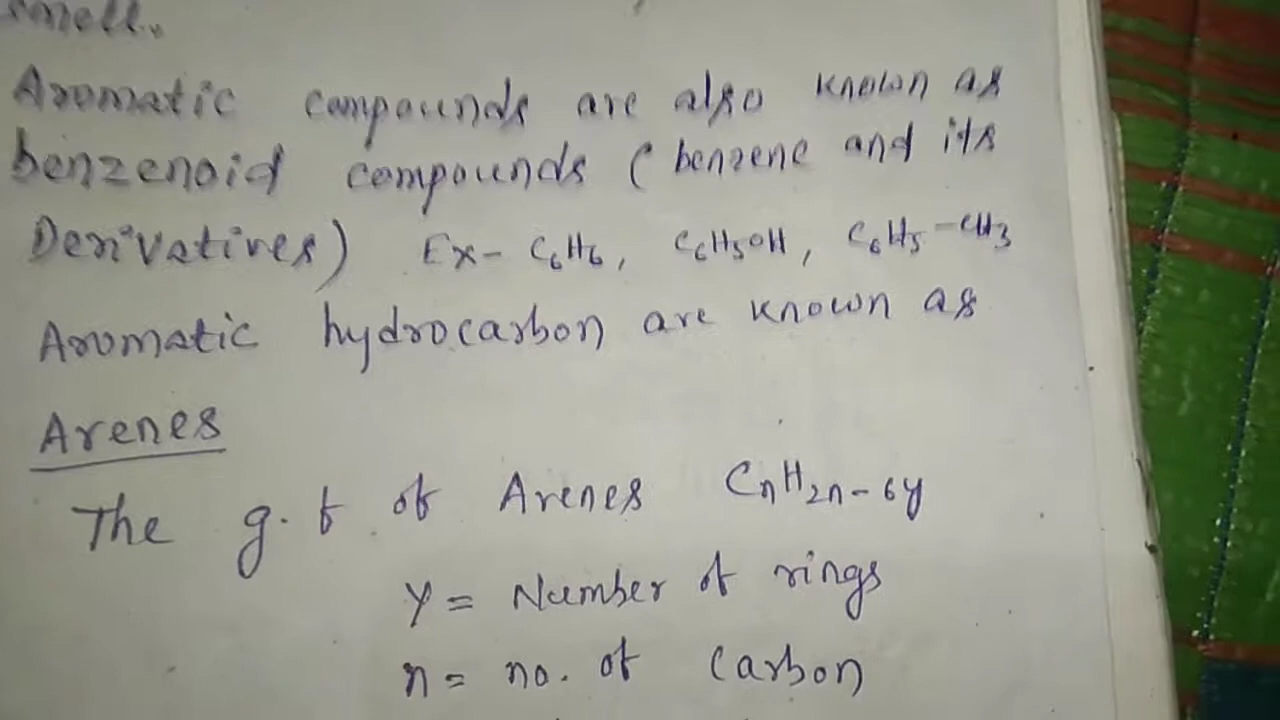 smell.
Aromatic compounds are also known as
benzenoid compounds ( benzene and its
Derivatives) Ex- C₆H₆, C₆H₅OH, C₆H₅-CH₃
Aromatic hydrocarbon are known as
Arenes
The g.f of Arenes CₙH₂ₙ₋₆y
y = Number of rings
n = no. of carbon